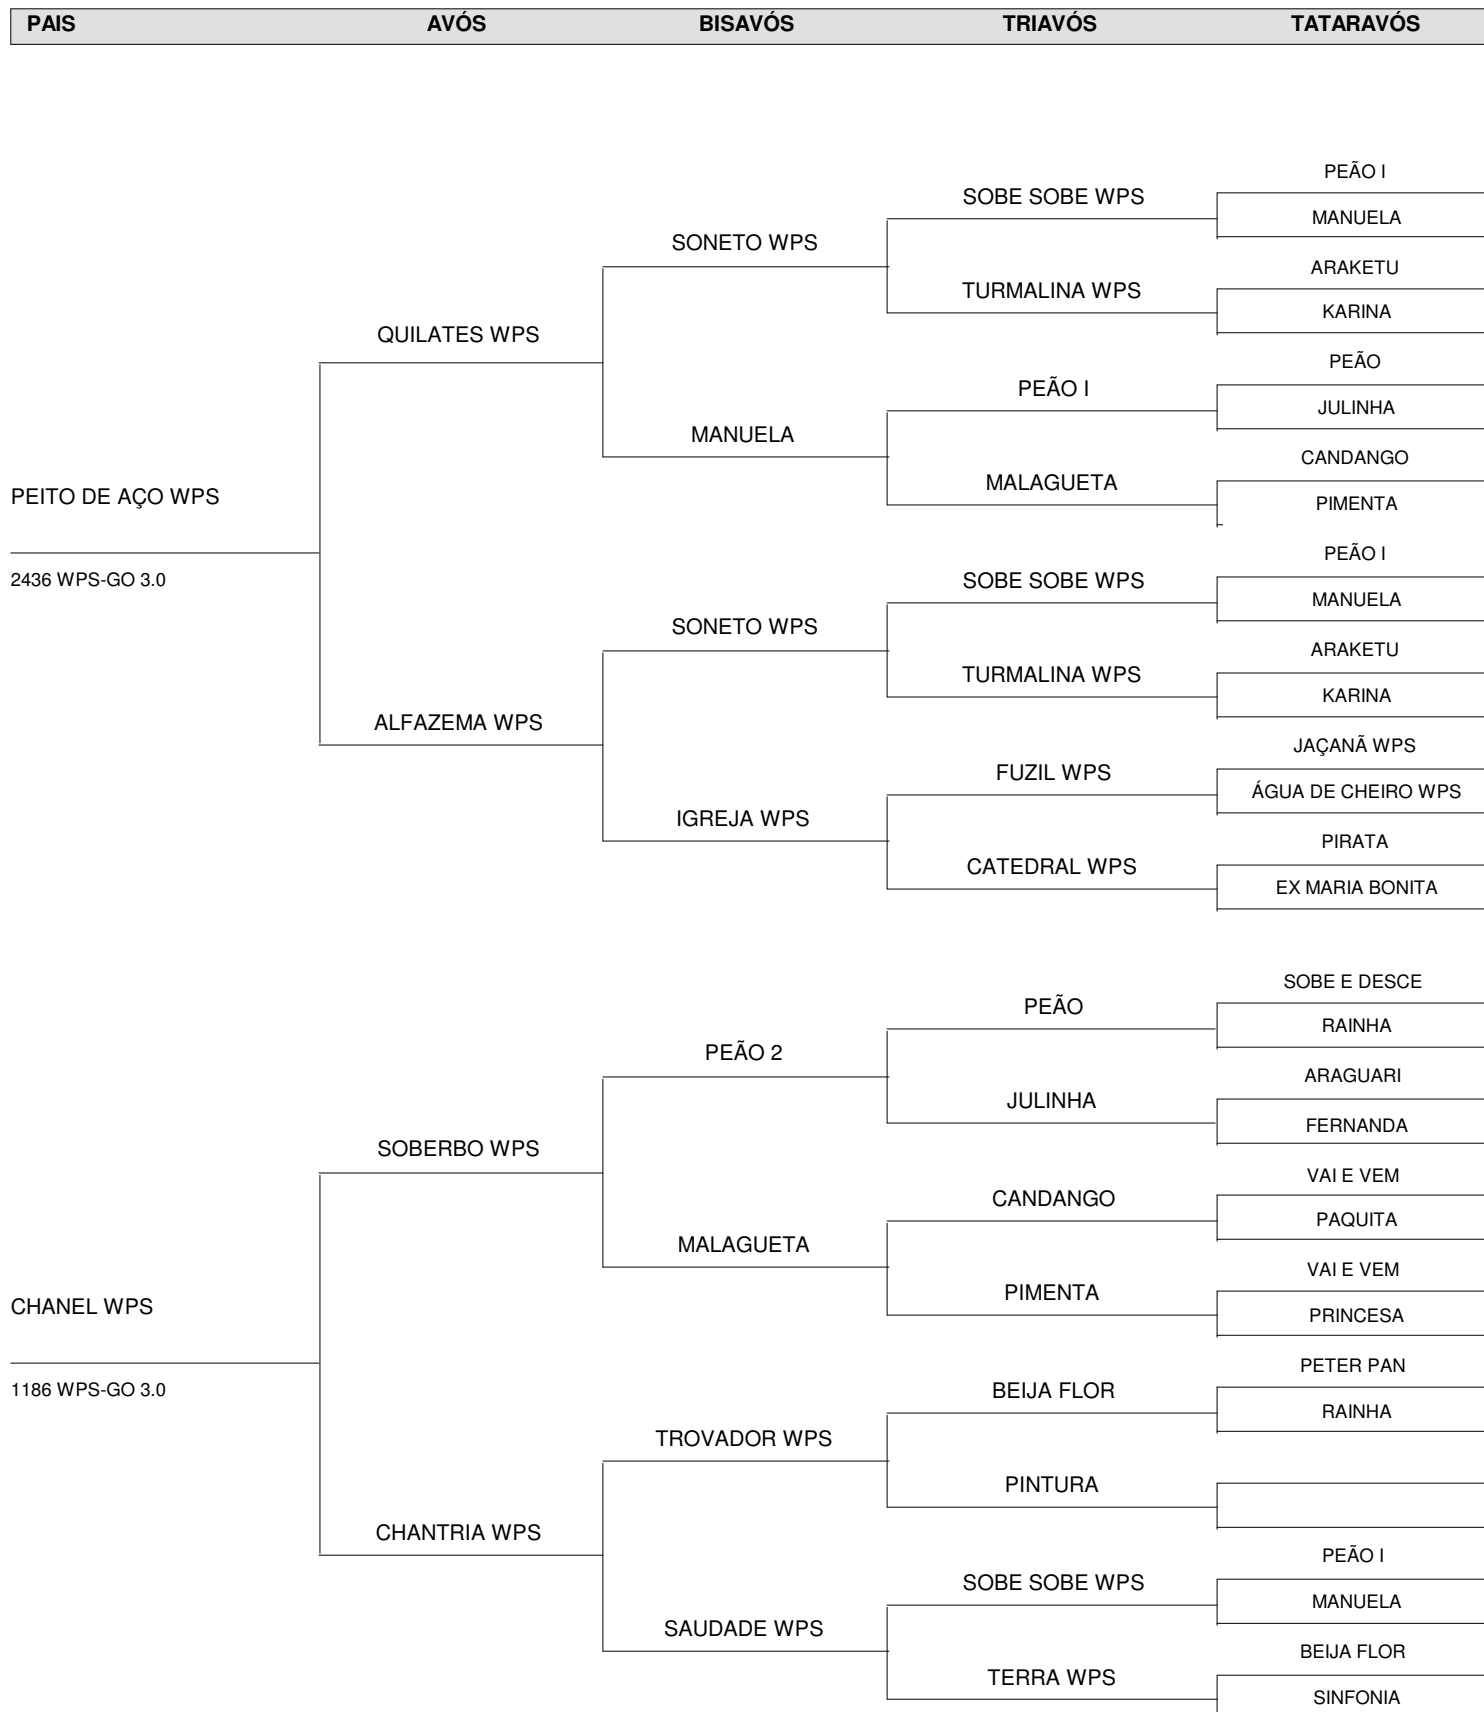 PAIS AVÓS BISAVÓS TRIAVÓS TATARAVÓS
PEÃO I
SOBE SOBE WPS
MANUELA
SONETO WPS
ARAKETU
TURMALINA WPS
KARINA
QUILATES WPS
PEÃO
PEÃO I
JULINHA
MANUELA
CANDANGO
MALAGUETA
PEITO DE AÇO WPS
PIMENTA
PEÃO I
2436 WPS-GO 3.0
SOBE SOBE WPS
MANUELA
SONETO WPS
ARAKETU
TURMALINA WPS
KARINA
ALFAZEMA WPS
JAÇANÃ WPS
FUZIL WPS
ÁGUA DE CHEIRO WPS
IGREJA WPS
PIRATA
CATEDRAL WPS
EX MARIA BONITA
SOBE E DESCE
PEÃO
RAINHA
PEÃO 2
ARAGUARI
JULINHA
FERNANDA
SOBERBO WPS
VAI E VEM
CANDANGO
PAQUITA
MALAGUETA
VAI E VEM
PIMENTA
CHANEL WPS
PRINCESA
PETER PAN
1186 WPS-GO 3.0
BEIJA FLOR
RAINHA
TROVADOR WPS
PINTURA
CHANTRIA WPS
PEÃO I
SOBE SOBE WPS
MANUELA
SAUDADE WPS
BEIJA FLOR
TERRA WPS
SINFONIA